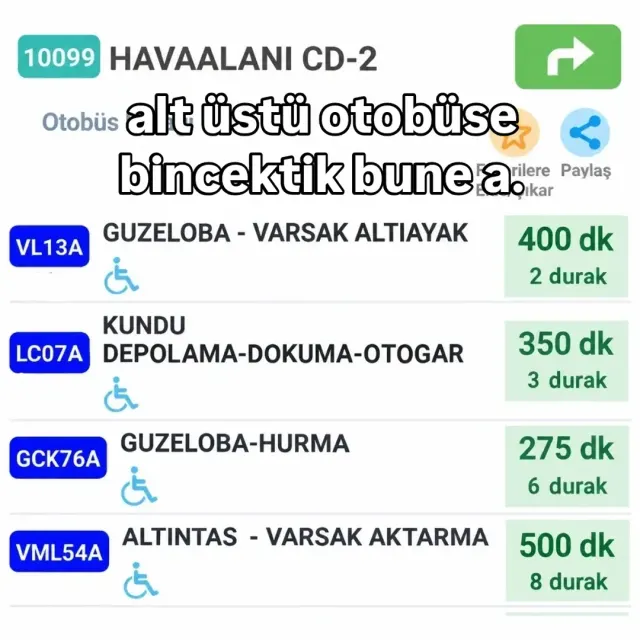 10099 HAVAALANI CD-2
Otobüs
alt üstü otobüse
bincektik bune a.
Paylaş
VL13A GUZELOBA - VARSAK ALTIAYAK 400 dk
2 durak
LC07A KUNDU
DEPOLAMA-DOKUMA-OTOGAR 350 dk
3 durak
GCK76A GUZELOBA-HURMA 275 dk
6 durak
VML54A ALTINTAS - VARSAK AKTARMA 500 dk
8 durak